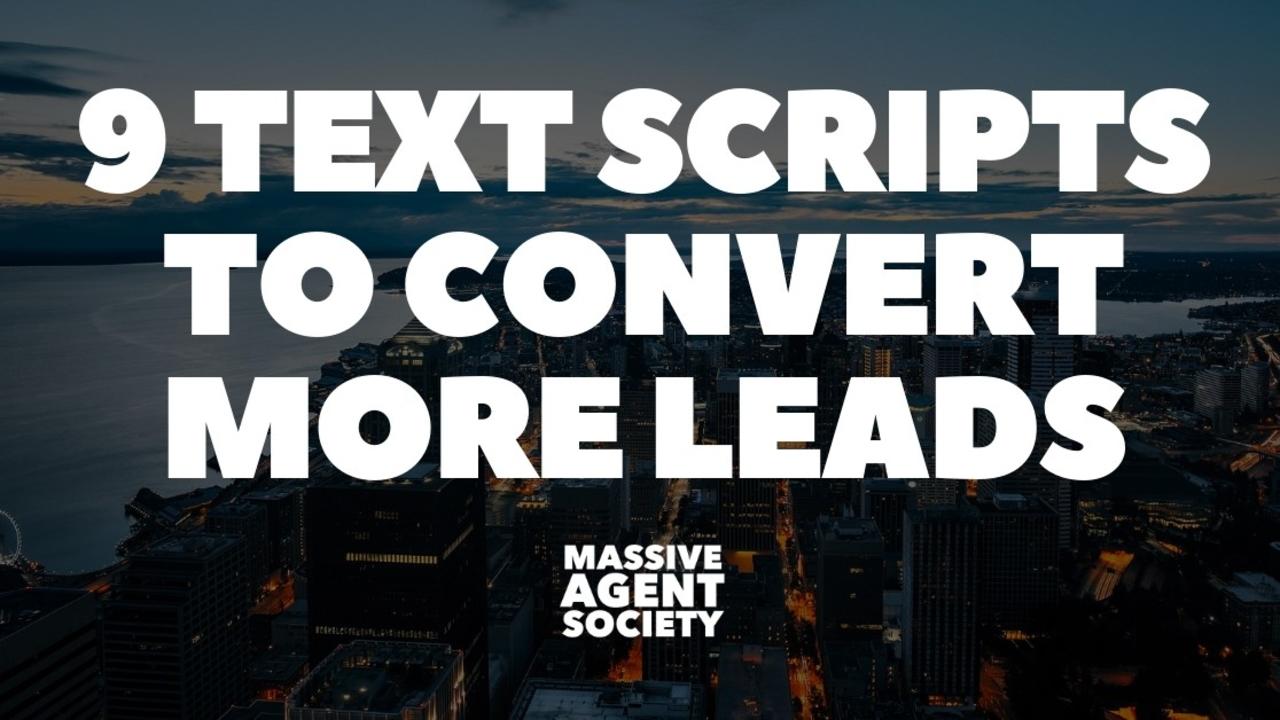 9 TEXT SCRIPTS
TO CONVERT
MORE LEADS
MASSIVE
AGENT
SOCIETY